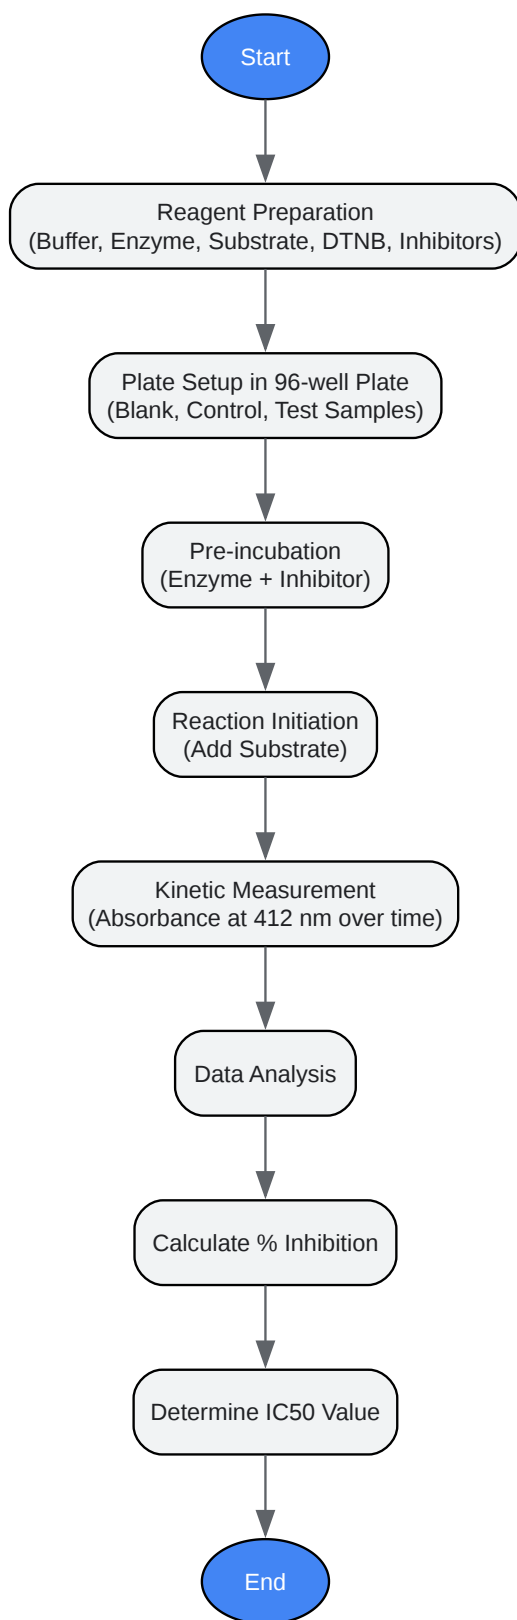 Start
Reagent Preparation
(Buffer, Enzyme, Substrate, DTNB, Inhibitors)
Plate Setup in 96-well Plate
(Blank, Control, Test Samples)
Pre-incubation
(Enzyme + Inhibitor)
Reaction Initiation
(Add Substrate)
Kinetic Measurement
(Absorbance at 412 nm over time)
Data Analysis
Calculate % Inhibition
Determine IC50 Value
End